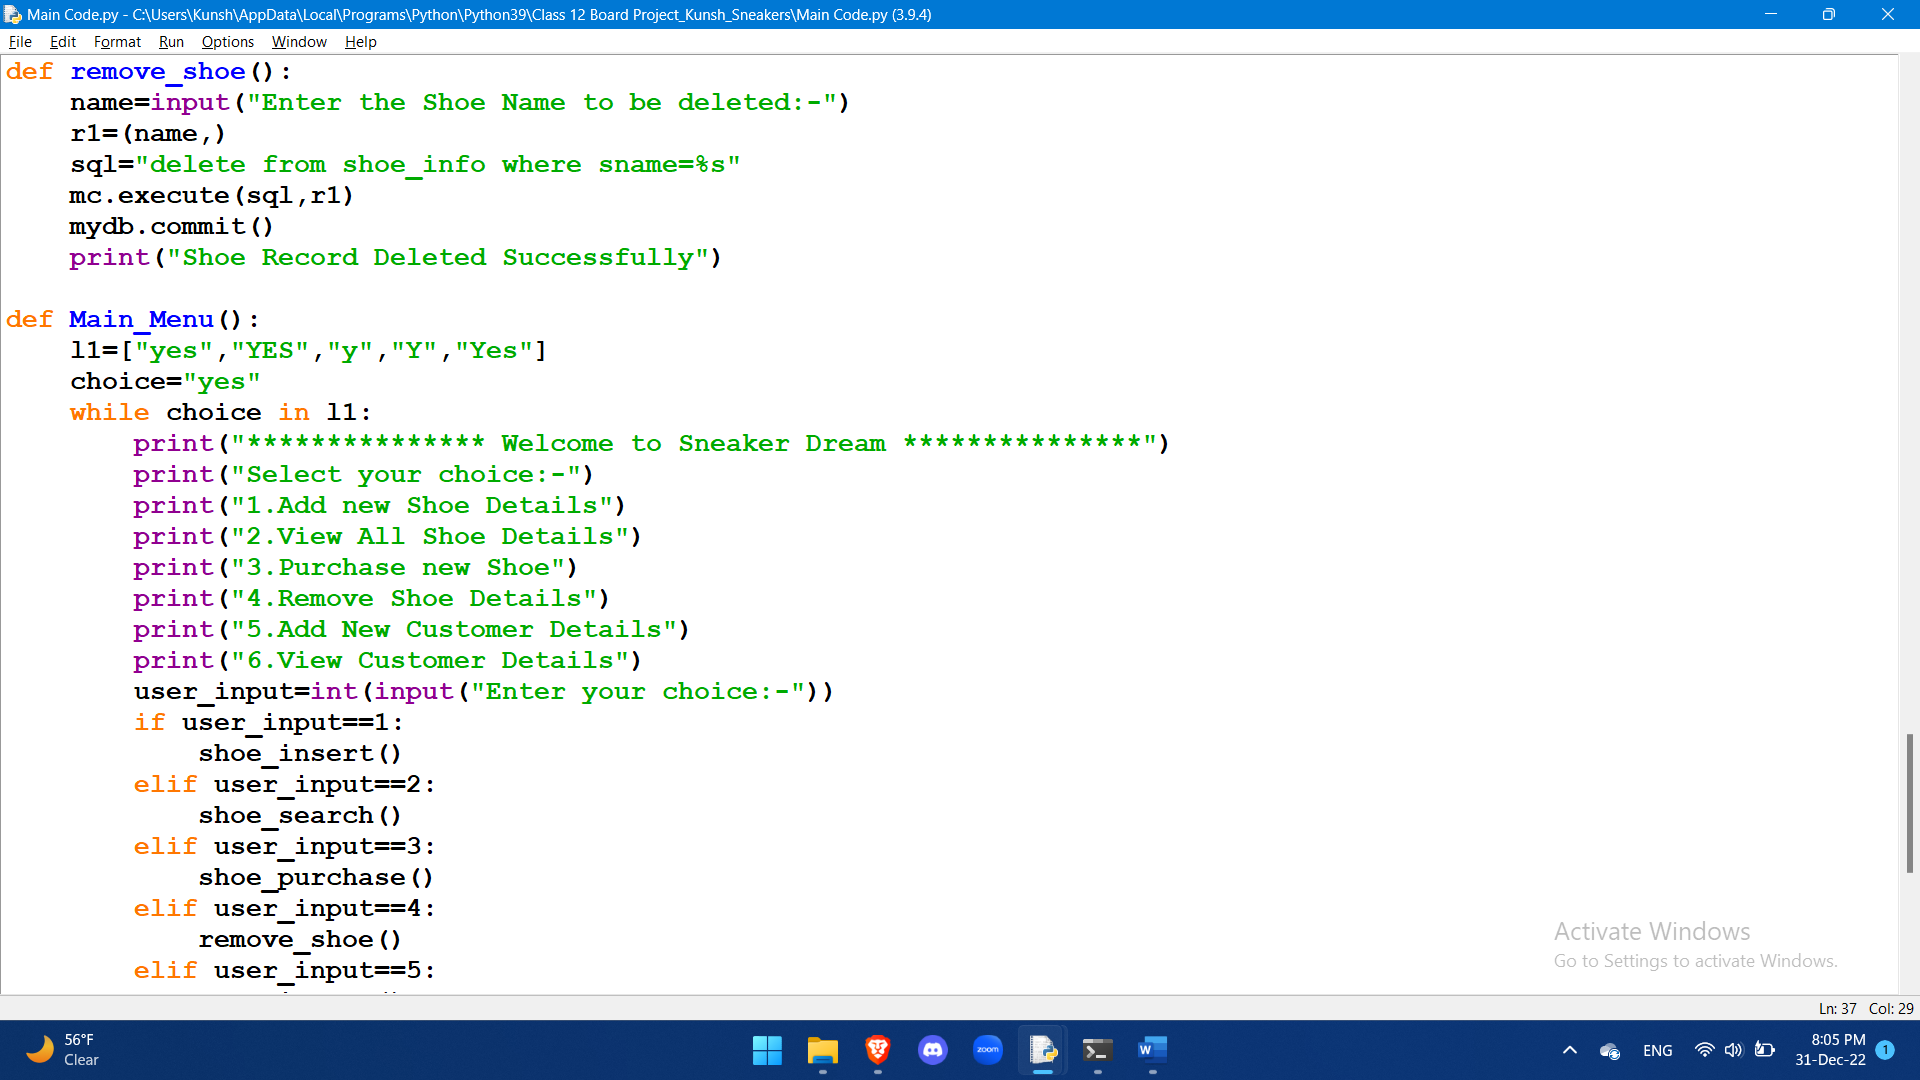 Main Code.py - C:\Users\Kunsh\AppData\Local\Programs\Python\Python39\Class 12 Board Project_Kunsh_Sneakers\Main Code.py (3.9.4)
File Edit Format Run Options Window Help
def remove_shoe():
    name=input("Enter the Shoe Name to be deleted:-")
    r1=(name,)
    sql="delete from shoe_info where sname=%s"
    mc.execute(sql,r1)
    mydb.commit()
    print("Shoe Record Deleted Successfully")
def Main_Menu():
    l1=["yes","YES","y","Y","Yes"]
    choice="yes"
    while choice in l1:
        print("*************** Welcome to Sneaker Dream ***************")
        print("Select your choice:-")
        print("1.Add new Shoe Details")
        print("2.View All Shoe Details")
        print("3.Purchase new Shoe")
        print("4.Remove Shoe Details")
        print("5.Add New Customer Details")
        print("6.View Customer Details")
        user_input=int(input("Enter your choice:-"))
        if user_input==1:
            shoe_insert()
        elif user_input==2:
            shoe_search()
        elif user_input==3:
            shoe_purchase()
        elif user_input==4:
            remove_shoe()
        elif user_input==5:
Activate Windows
Go to Settings to activate Windows.
Ln: 37 Col: 29
56°F
Clear
zoom
W
ENG
8:05 PM
31-Dec-22
1